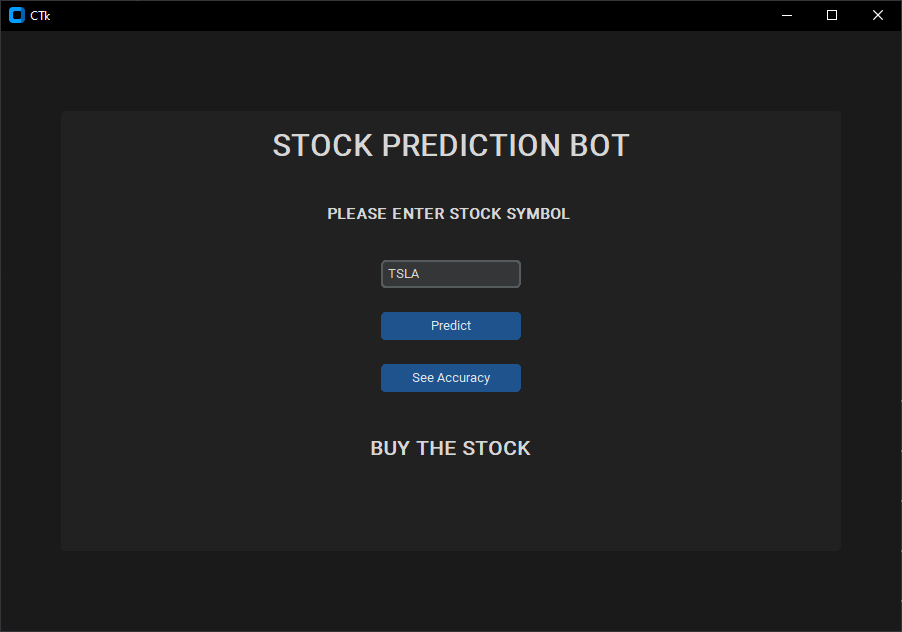 CTk
STOCK PREDICTION BOT
PLEASE ENTER STOCK SYMBOL
TSLA
Predict
See Accuracy
BUY THE STOCK